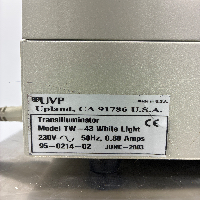 UVP
Upland, CA 91786 U.S.A.
Transilluminator
Model TW-43 White Light
230V ~ 50Hz, 0.60 Amps
95-0214-02 JUNE-2003
CE